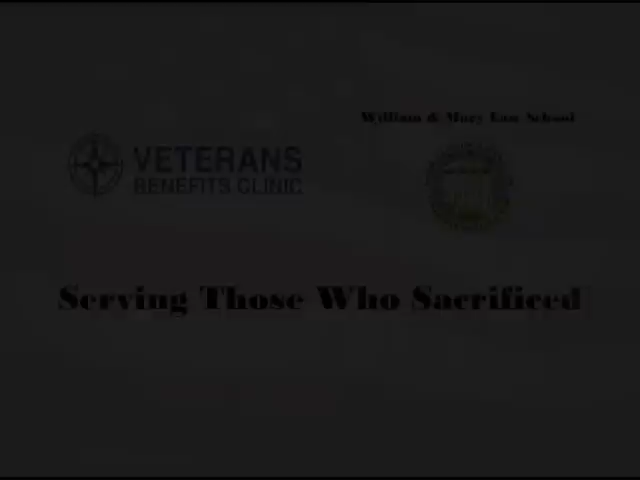 William & Mary Law School
VETERANS
BENEFITS CLINIC
Serving Those Who Sacrificed